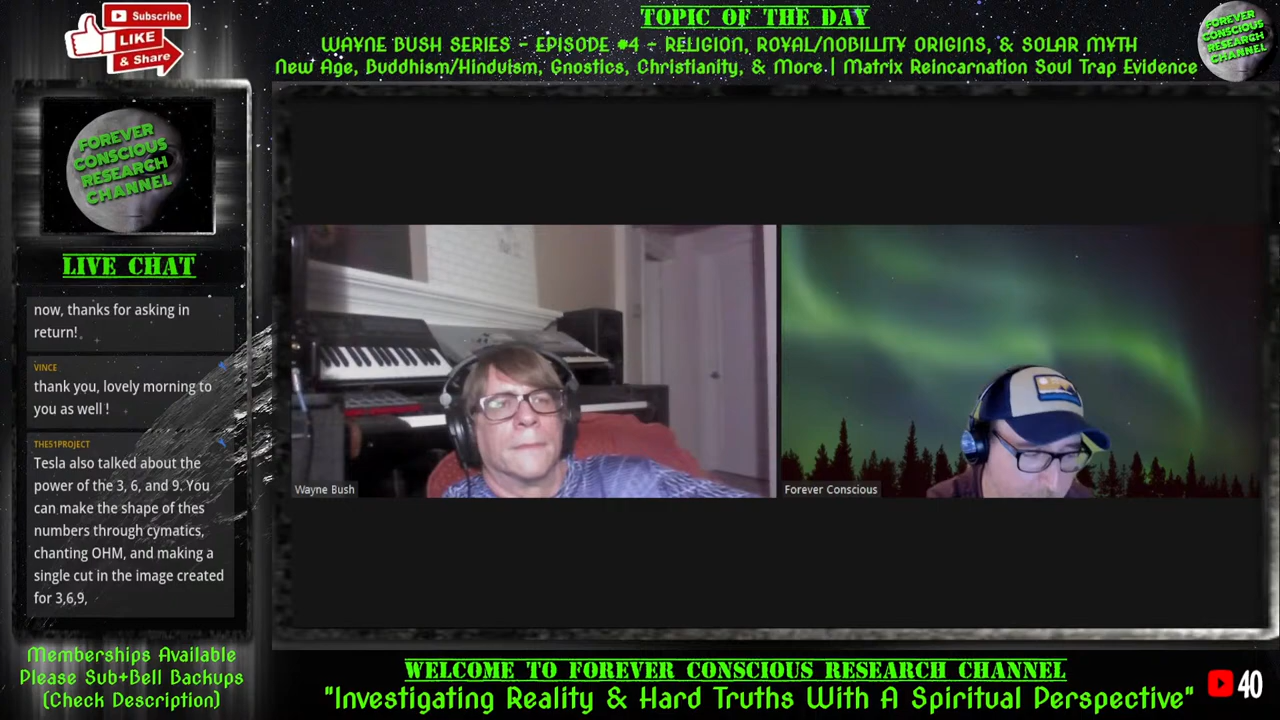 Subscribe
LIKE
& Share
TOPIC OF THE DAY
WAYNE BUSH SERIES - EPISODE #4 - RELIGION, ROYAL/NOBILLITY ORIGINS, & SOLAR MYTH
New Age, Buddhism/Hinduism, Gnostics, Christianity, & More | Matrix Reincarnation Soul Trap Evidence
FOREVER
CONSCIOUS
RESEARCH
CHANNEL
FOREVER
CONSCIOUS
RESEARCH
CHANNEL
LIVE CHAT
now, thanks for asking in
return!
VINCE
thank you, lovely morning to
you as well !
THE51PROJECT
Tesla also talked about the
power of the 3, 6, and 9. You
can make the shape of thes
numbers through cymatics,
chanting OHM, and making a
single cut in the image created
for 3,6,9,
Wayne Bush
Forever Conscious
Memberships Available
Please Sub+Bell Backups
(Check Description)
WELCOME TO FOREVER CONSCIOUS RESEARCH CHANNEL
"Investigating Reality & Hard Truths With A Spiritual Perspective"
40